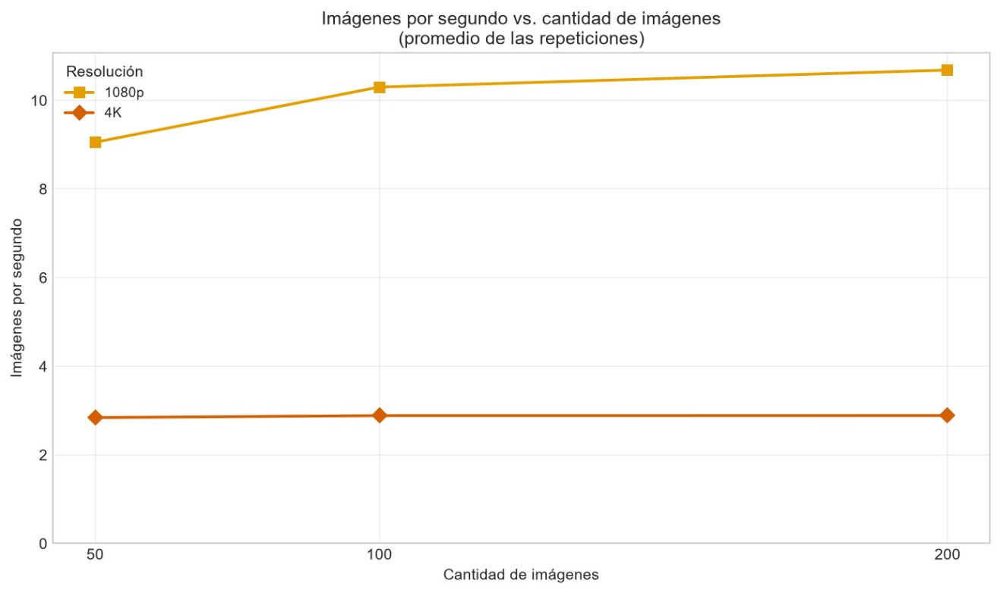 Imágenes por segundo vs. cantidad de imágenes
(promedio de las repeticiones)
Resolución
1080p
4K
Imágenes por segundo
10
8
6
4
2
0
50
100
200
Cantidad de imágenes